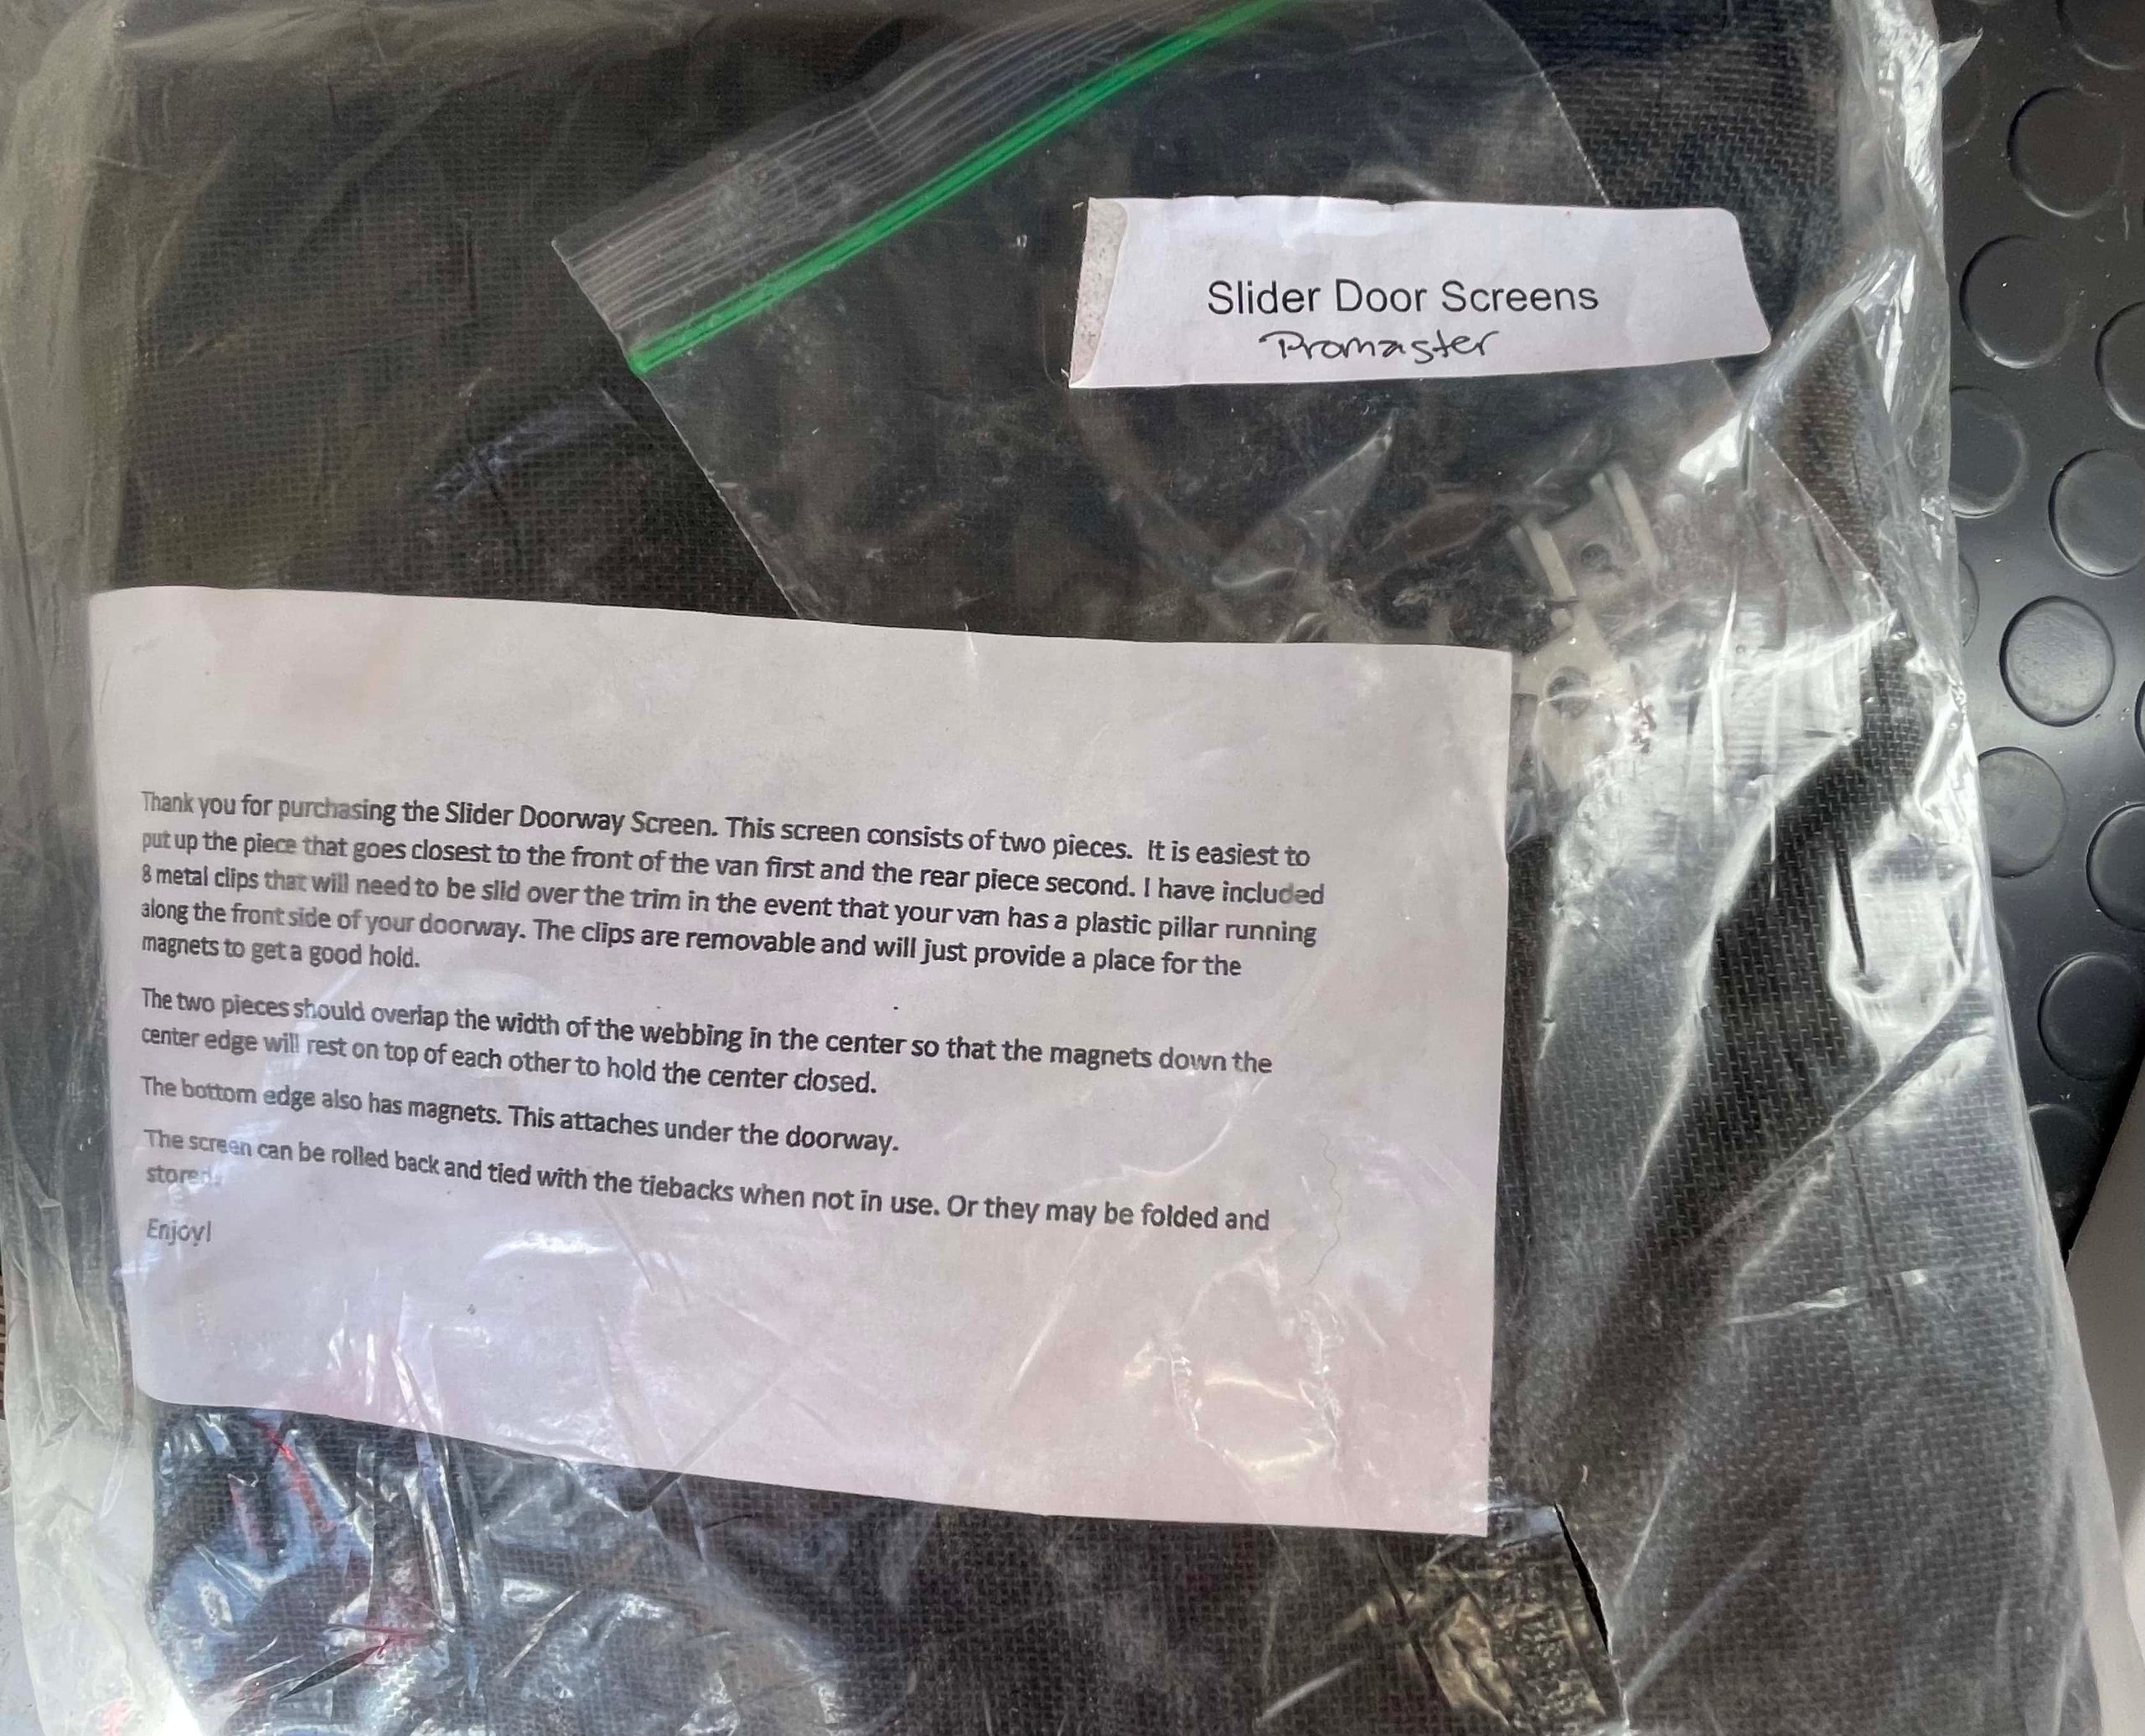 Slider Door Screens
Promaster
Thank you for purchasing the Slider Doorway Screen. This screen consists of two pieces. It is easiest to
put up the piece that goes closest to the front of the van first and the rear piece second. I have included
8 metal clips that will need to be slid over the trim in the event that your van has a plastic pillar running
along the front side of your doorway. The clips are removable and will just provide a place for the
magnets to get a good hold.
The two pieces should overlap the width of the webbing in the center so that the magnets down the
center edge will rest on top of each other to hold the center closed.
The bottom edge also has magnets. This attaches under the doorway.
The screen can be rolled back and tied with the tiebacks when not in use. Or they may be folded and
stored.
Enjoy!